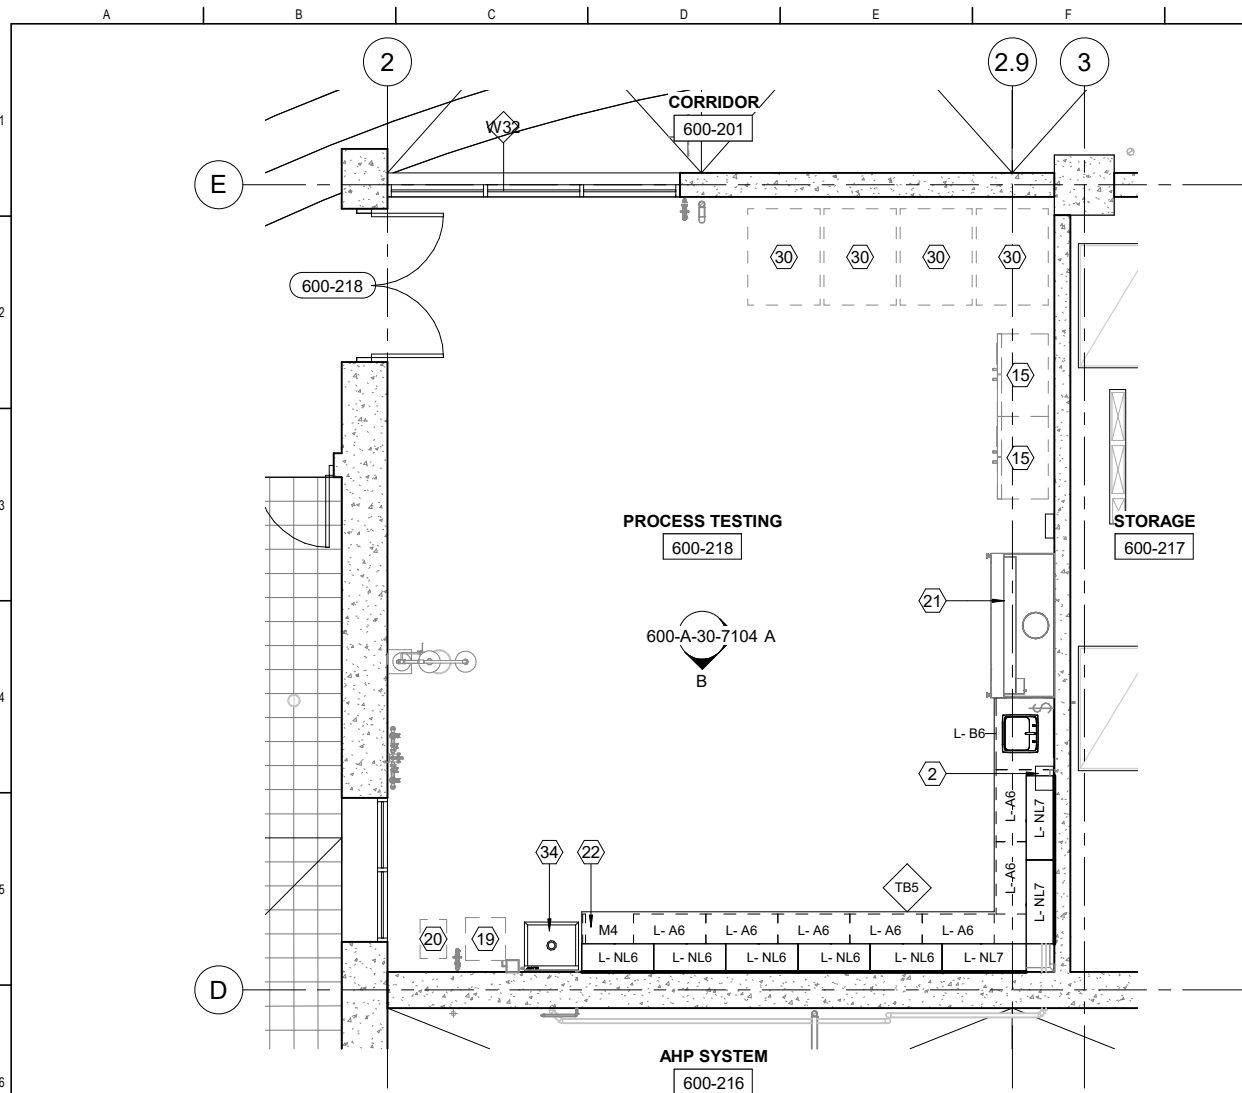 A B C D E F
2 2.9 3
CORRIDOR
1
W32
600-201
E
30 30 30 30
600-218
2
15
15
3
PROCESS TESTING
STORAGE
600-218
600-217
21
600-A-30-7104 A
B
4
L- B6
2
L- A6
L- NL7
34 22
L- A6
L- NL7
5
TB5
20 19
M4 L- A6 L- A6 L- A6 L- A6 L- A6
L- NL6 L- NL6 L- NL6 L- NL6 L- NL6 L- NL7
D
AHP SYSTEM
600-216
6